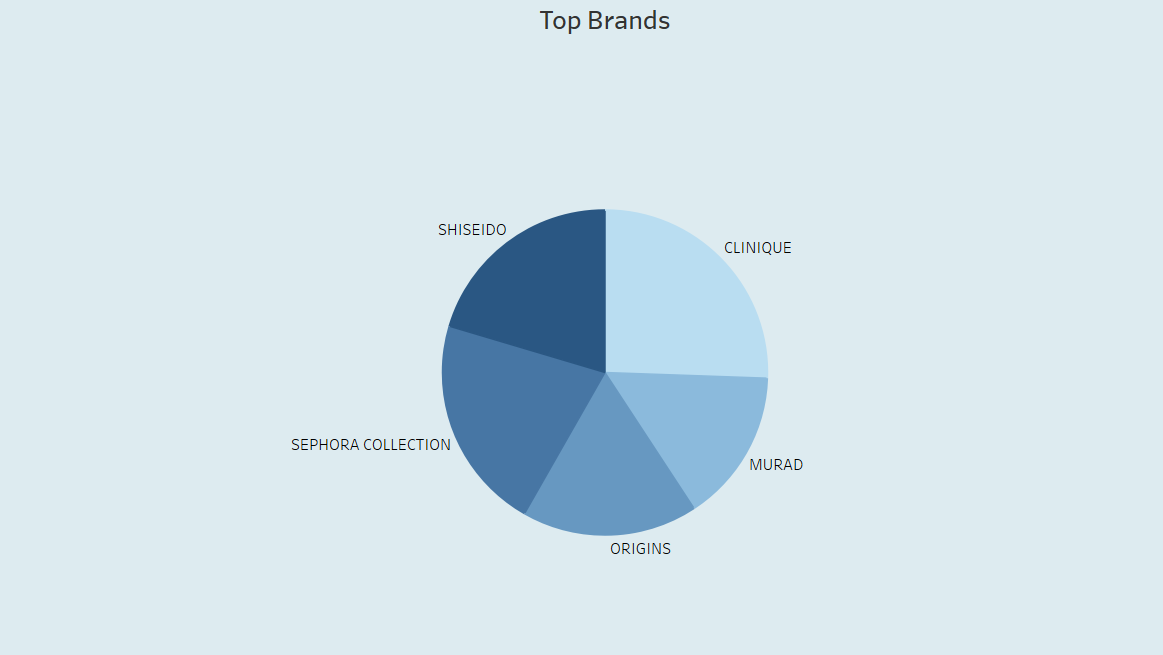 Top Brands
SHISEIDO
CLINIQUE
SEPHORA COLLECTION
MURAD
ORIGINS